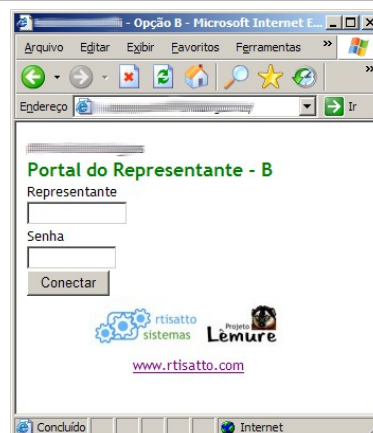 - Opção B - Microsoft Internet E...
Arquivo Editar Exibir Favoritos Ferramentas »
»
Endereço Ir
Portal do Representante - B
Representante
Senha
Conectar
rtisatto
sistemas
Projeto
Lèmure
www.rtisatto.com
Concluído Internet